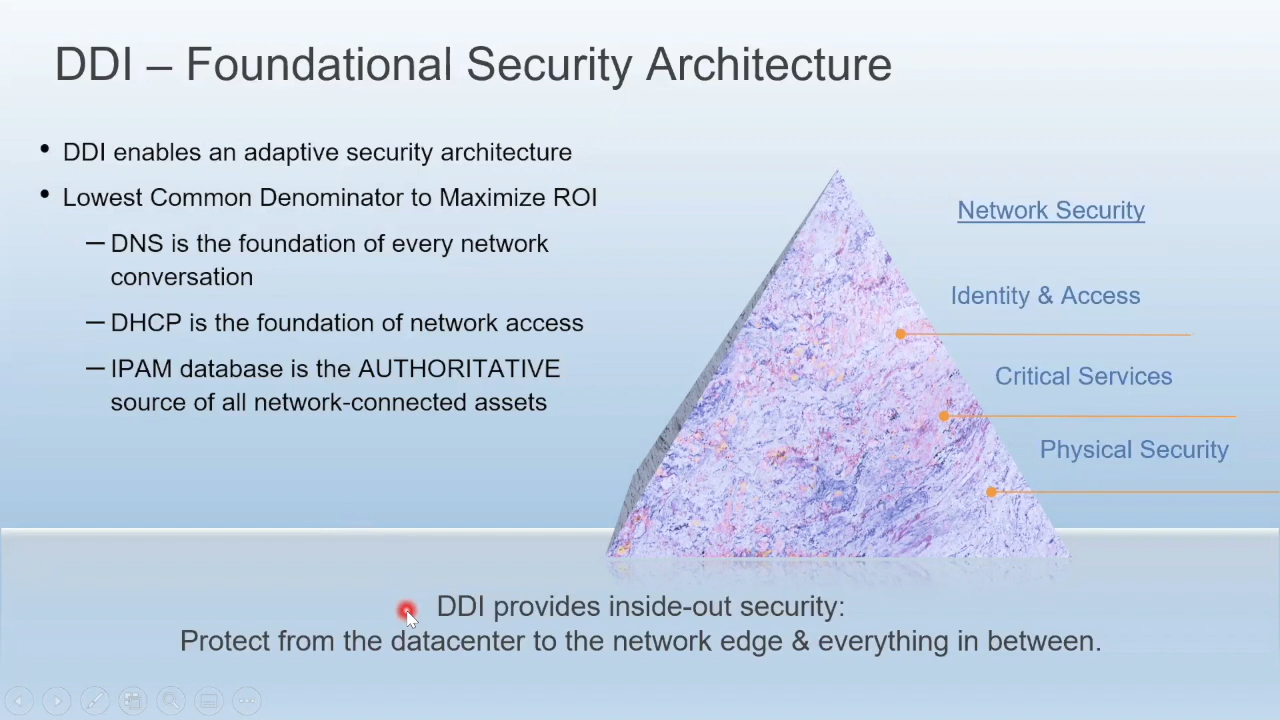 DDI – Foundational Security Architecture
• DDI enables an adaptive security architecture
• Lowest Common Denominator to Maximize ROI
– DNS is the foundation of every network
conversation
– DHCP is the foundation of network access
– IPAM database is the AUTHORITATIVE
source of all network-connected assets
Network Security
Identity & Access
Critical Services
Physical Security
DDI provides inside-out security:
Protect from the datacenter to the network edge & everything in between.